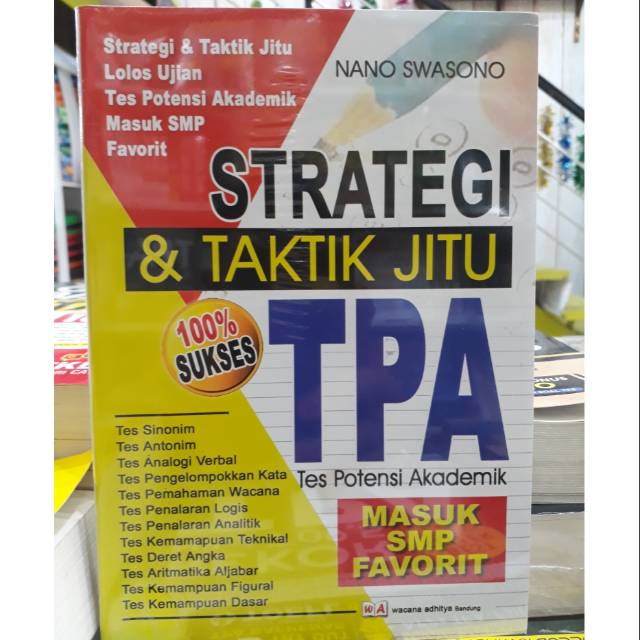 Strategi & Taktik Jitu
Lolos Ujian
Tes Potensi Akademik
Masuk SMP
Favorit
NANO SWASONO
STRATEGI
& TAKTIK JITU
100%
SUKSES
TPA
Tes Potensi Akademik
Tes Sinonim
Tes Antonim
Tes Analogi Verbal
Tes Pengelompokkan Kata
Tes Pemahaman Wacana
Tes Penalaran Logis
Tes Penalaran Analitik
Tes Kemamapuan Teknikal
Tes Deret Angka
Tes Aritmatika Aljabar
Tes Kemampuan Figural
Tes Kemampuan Dasar
MASUK
SMP
FAVORIT
WA wacana adhitya Bandung